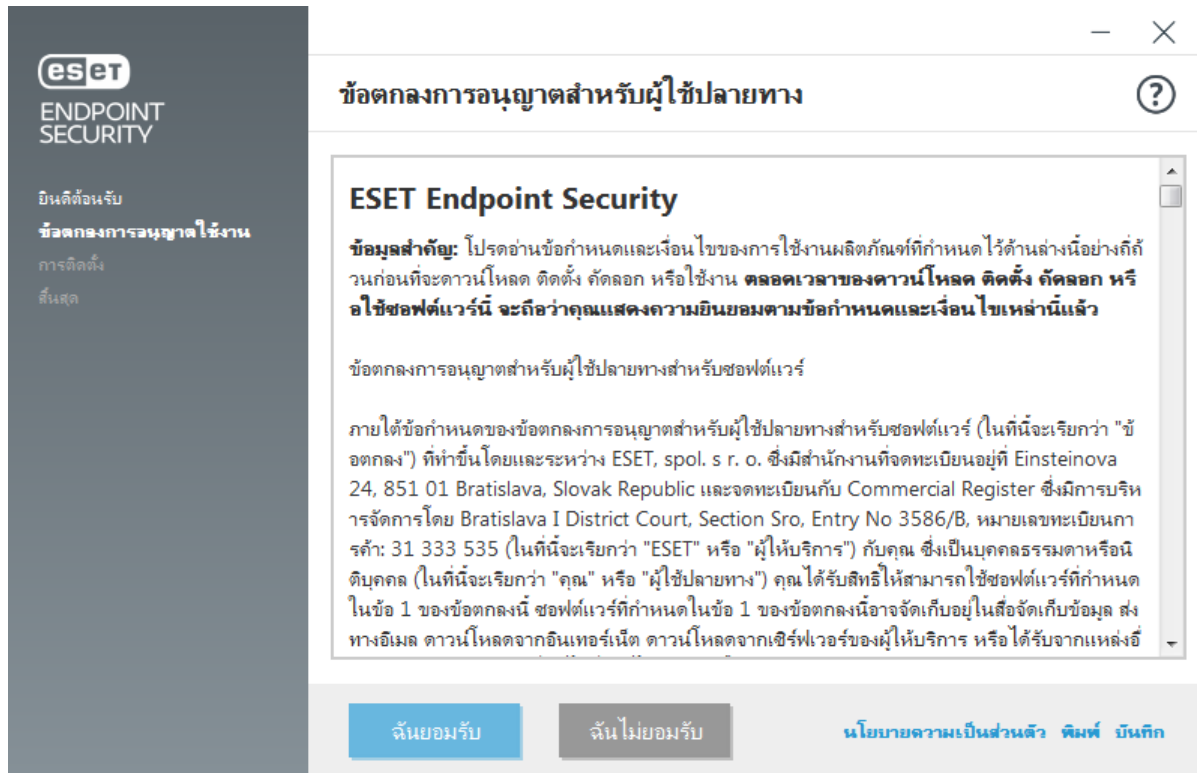 eset
ENDPOINT
SECURITY
ยินดีต้อนรับ
ข้อตกลงการอนุญาตใช้งาน
การติดตั้ง
สิ้นสุด
ข้อตกลงการอนุญาตสำหรับผู้ใช้ปลายทาง
ESET Endpoint Security
ข้อมูลสำคัญ: โปรดอ่านข้อกำหนดและเงื่อนไขของการใช้งานผลิตภัณฑ์ที่กำหนดไว้ด้านล่างนี้อย่างถี่ถ้
วนก่อนที่จะดาวน์โหลด ติดตั้ง คัดลอก หรือใช้งาน ตลอดเวลาของดาวน์โหลด ติดตั้ง คัดลอก หรื
อใช้ซอฟต์แวร์นี้ จะถือว่าคุณแสดงความยินยอมตามข้อกำหนดและเงื่อนไขเหล่านี้แล้ว
ข้อตกลงการอนุญาตสำหรับผู้ใช้ปลายทางสำหรับซอฟต์แวร์
ภายใต้ข้อกำหนดของข้อตกลงการอนุญาตสำหรับผู้ใช้ปลายทางสำหรับซอฟต์แวร์ (ในที่นี้จะเรียกว่า "ข้
อตกลง") ที่ทำขึ้นโดยและระหว่าง ESET, spol. s r. o. ซึ่งมีสำนักงานที่จดทะเบียนอยู่ที่ Einsteinova
24, 851 01 Bratislava, Slovak Republic และจดทะเบียนกับ Commercial Register ซึ่งมีการบริห
ารจัดการโดย Bratislava I District Court, Section Sro, Entry No 3586/B, หมายเลขทะเบียนกา
รค้า: 31 333 535 (ในที่นี้จะเรียกว่า "ESET" หรือ "ผู้ให้บริการ") กับคุณ ซึ่งเป็นบุคคลธรรมดาหรือนิ
ติบุคคล (ในที่นี้จะเรียกว่า "คุณ" หรือ "ผู้ใช้ปลายทาง") คุณได้รับสิทธิ์ให้สามารถใช้ซอฟต์แวร์ที่กำหนด
ในข้อ 1 ของข้อตกลงนี้ ซอฟต์แวร์ที่กำหนดในข้อ 1 ของข้อตกลงนี้อาจจัดเก็บอยู่ในสื่อจัดเก็บข้อมูล ส่ง
ทางอีเมล ดาวน์โหลดจากอินเทอร์เน็ต ดาวน์โหลดจากเซิร์ฟเวอร์ของผู้ให้บริการ หรือได้รับจากแหล่งอื่
ฉันยอมรับ
ฉันไม่ยอมรับ
นโยบายความเป็นส่วนตัว พิมพ์ บันทึก